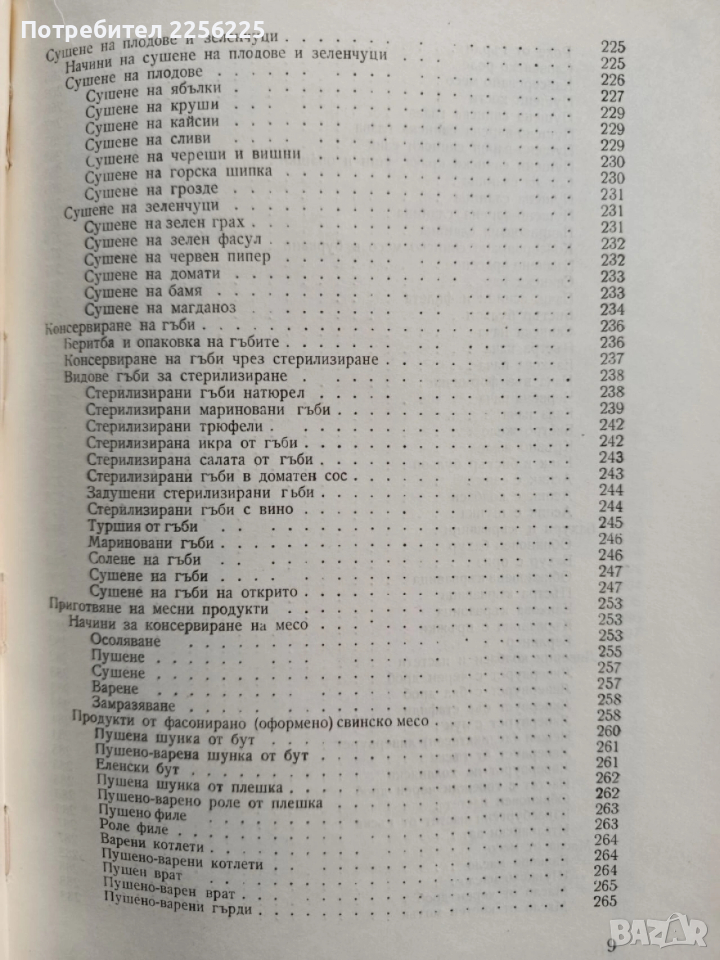 Потребител 2256225
Сушене на плодове и зеленчуци . . . 225
Начини на сушене на плодове и зеленчуци . . . 225
Сушене на плодове . . . 226
Сушене на ябълки . . . 227
Сушене на круши . . . 229
Сушене на кайсии . . . 229
Сушене на сливи . . . 229
Сушене на череши и вишни . . . 230
Сушене на горска шипка . . . 230
Сушене на грозде . . . 231
Сушене на зеленчуци . . . 231
Сушене на зелен грах . . . 231
Сушене на зелен фасул . . . 232
Сушене на червен пипер . . . 232
Сушене на домати . . . 233
Сушене на бамя . . . 233
Сушене на магданоз . . . 234
Консервиране на гъби . . . 236
Беритба и опаковка на гъбите . . . 236
Консервиране на гъби чрез стерилизиране . . . 237
Видове гъби за стерилизиране . . . 238
Стерилизирани гъби натюрел . . . 238
Стерилизирани мариновани гъби . . . 239
Стерилизирани трюфели . . . 242
Стерилизирана икра от гъби . . . 242
Стерилизирана салата от гъби . . . 243
Стерилизирани гъби в доматен сос . . . 243
Задушени стерилизирани гъби . . . 244
Стерилизирани гъби с вино . . . 244
Туршия от гъби . . . 245
Мариновани гъби . . . 246
Солене на гъби . . . 246
Сушене на гъби . . . 247
Сушене на гъби на открито . . . 247
Приготвяне на месни продукти . . . 253
Начини за консервиране на месо . . . 253
Осоляване . . . 253
Пушене . . . 255
Сушене . . . 257
Варене . . . 257
Замразяване . . . 258
Продукти от фасонирано (оформено) свинско месо . . . 258
Пушена шунка от бут . . . 260
Пушено-варена шунка от бут . . . 261
Еленски бут . . . 261
Пушена шунка от плешка . . . 262
Пушено-варено роле от плешка . . . 262
Пушено филе . . . 263
Роле филе . . . 263
Варени котлети . . . 264
Пушено-варени котлети . . . 264
Пушен врат . . . 264
Пушено-варен врат . . . 265
Пушено-варени гърди . . . 265
9
bazar